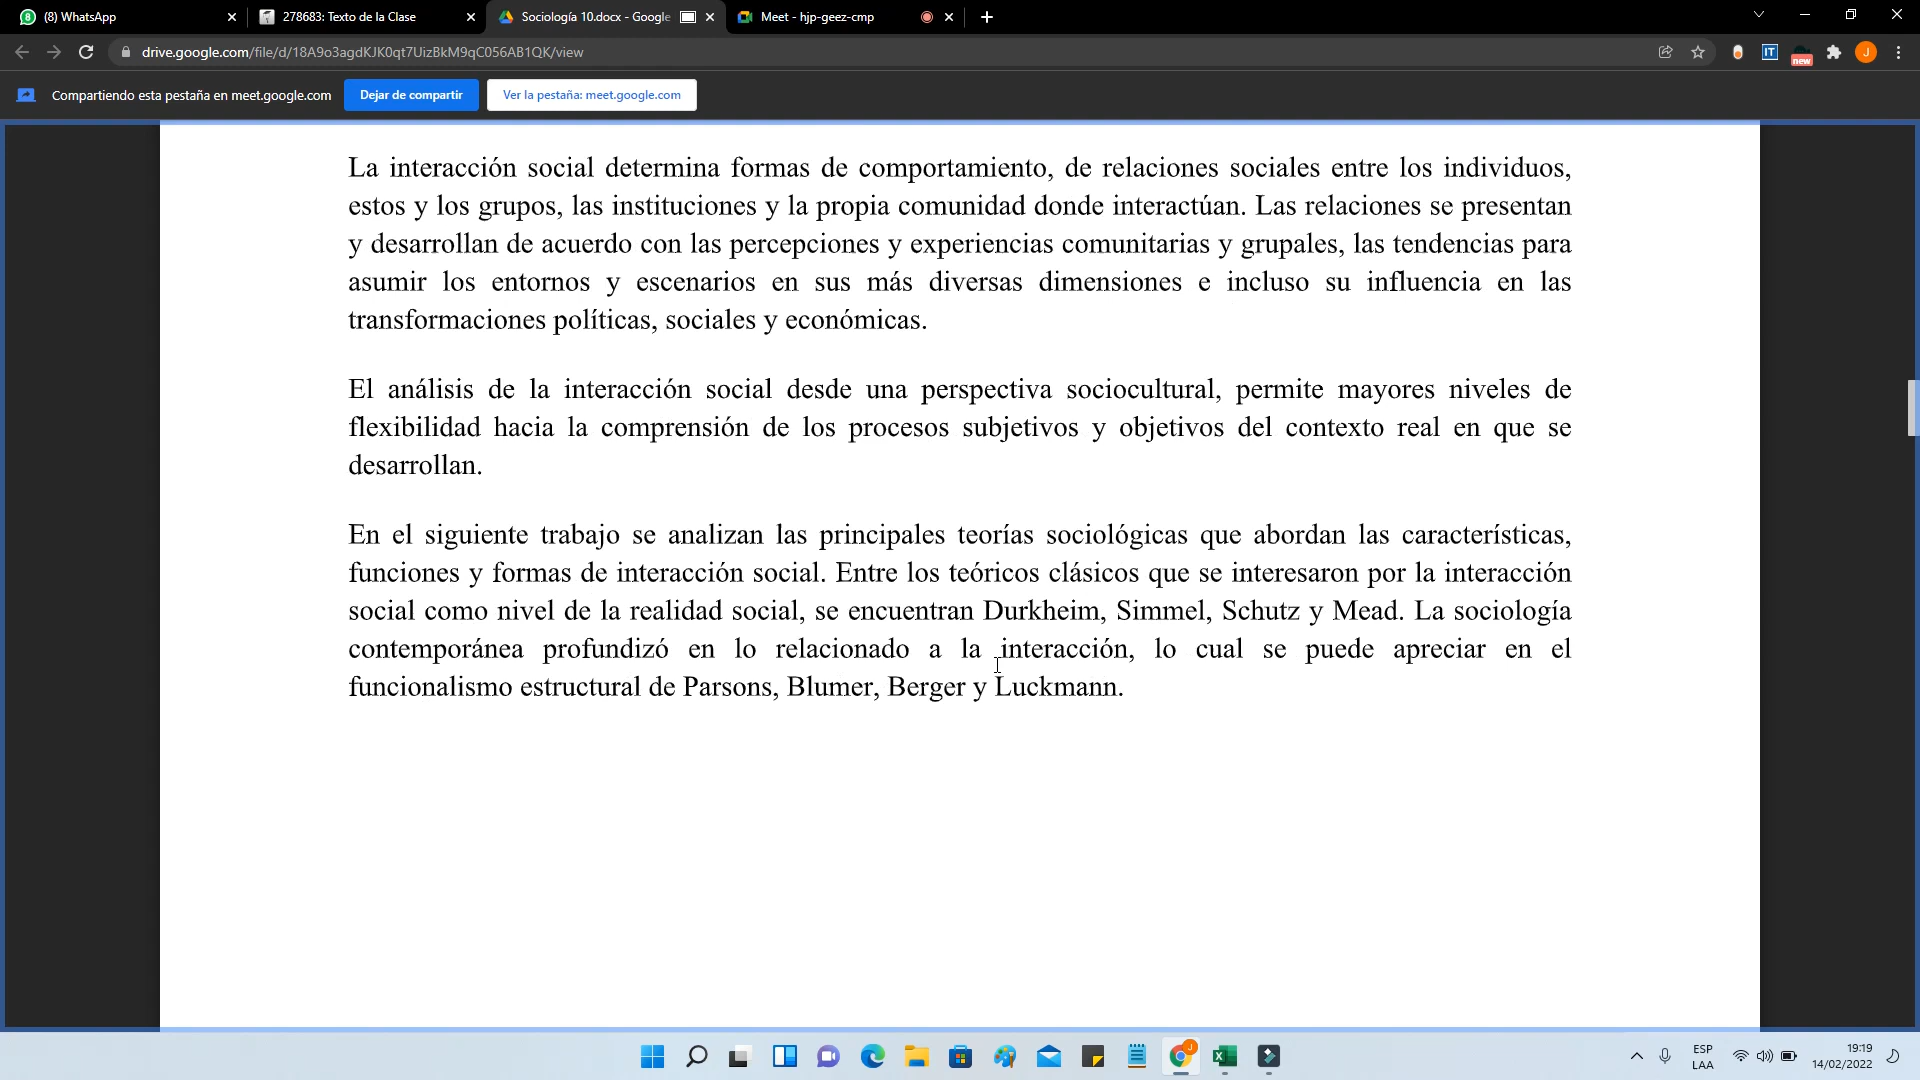 (8) WhatsApp
278683: Texto de la Clase
Sociología 10.docx - Google
Meet - hjp-geez-cmp
drive.google.com/file/d/18A9o3agdKJK0qt7UizBkM9qC056AB1QK/view
IT
new
J
Compartiendo esta pestaña en meet.google.com
Dejar de compartir
Ver la pestaña: meet.google.com
La interacción social determina formas de comportamiento, de relaciones sociales entre los individuos,
estos y los grupos, las instituciones y la propia comunidad donde interactúan. Las relaciones se presentan
y desarrollan de acuerdo con las percepciones y experiencias comunitarias y grupales, las tendencias para
asumir los entornos y escenarios en sus más diversas dimensiones e incluso su influencia en las
transformaciones políticas, sociales y económicas.
El análisis de la interacción social desde una perspectiva sociocultural, permite mayores niveles de
flexibilidad hacia la comprensión de los procesos subjetivos y objetivos del contexto real en que se
desarrollan.
En el siguiente trabajo se analizan las principales teorías sociológicas que abordan las características,
funciones y formas de interacción social. Entre los teóricos clásicos que se interesaron por la interacción
social como nivel de la realidad social, se encuentran Durkheim, Simmel, Schutz y Mead. La sociología
contemporánea profundizó en lo relacionado a la interacción, lo cual se puede apreciar en el
funcionalismo estructural de Parsons, Blumer, Berger y Luckmann.
ESP
LAA
19:19
14/02/2022